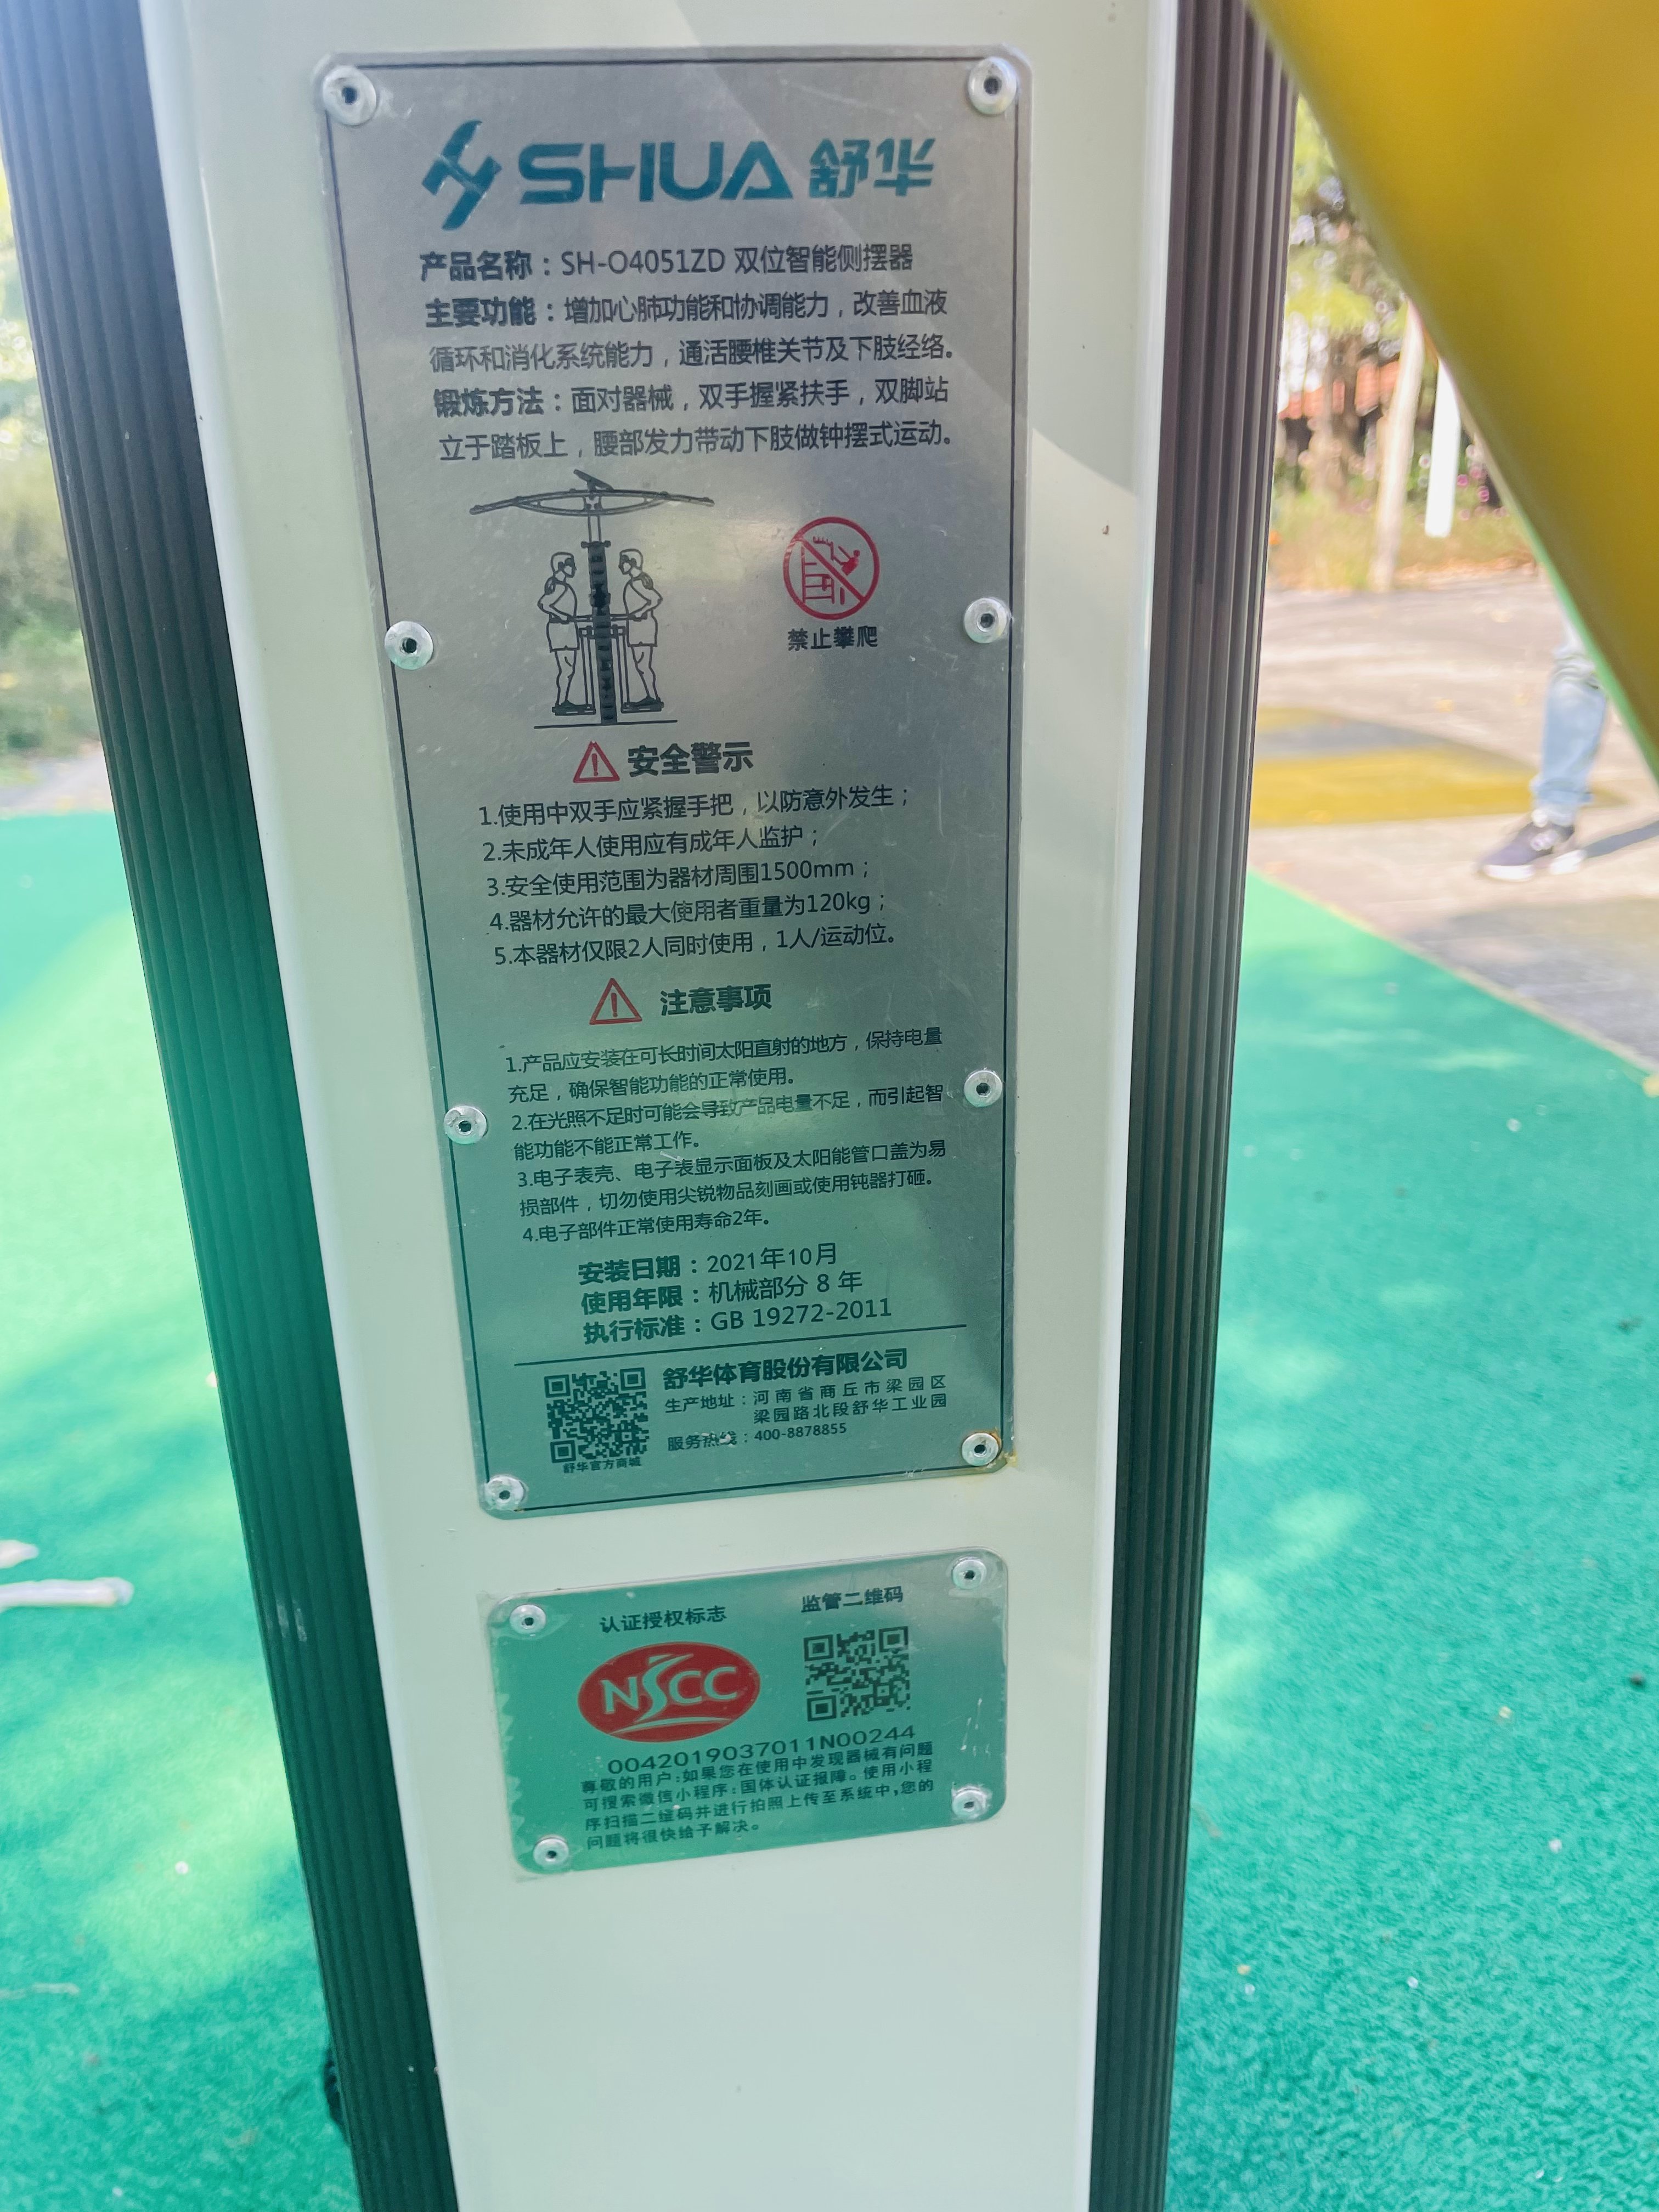 SHUA 舒华
产品名称：SH-O4051ZD 双位智能侧摆器
主要功能：增加心肺功能和协调能力，改善血液
循环和消化系统能力，通活腰椎关节及下肢经络。
锻炼方法：面对器械，双手握紧扶手，双脚站
立于踏板上，腰部发力带动下肢做钟摆式运动。
禁止攀爬
安全警示
1.使用中双手应紧握手把，以防意外发生；
2.未成年人使用应有成年人监护；
3.安全使用范围为器材周围1500mm；
4.器材允许的最大使用者重量为120kg；
5.本器材仅限2人同时使用，1人/运动位。
注意事项
1.产品应安装在可长时间太阳直射的地方，保持电量
充足，确保智能功能的正常使用。
2.在光照不足时可能会导致产品电量不足，而引起智
能功能不能正常工作。
3.电子表壳、电子表显示面板及太阳能管口盖为易
损部件，切勿使用尖锐物品刻画或使用钝器打砸。
4.电子部件正常使用寿命2年。
安装日期：2021年10月
使用年限：机械部分 8 年
执行标准：GB 19272-2011
舒华体育股份有限公司
生产地址：河南省商丘市梁园区
梁园路北段舒华工业园
服务热线：400-8878855
舒华官方商城
认证授权标志
监管二维码
NSCC
0042019037011N00244
尊敬的用户:如果您在使用中发现器械有问题
可搜索微信小程序:国体认证报障。使用小程
序扫描二维码并进行拍照上传至系统中,您的
问题将很快给予解决。